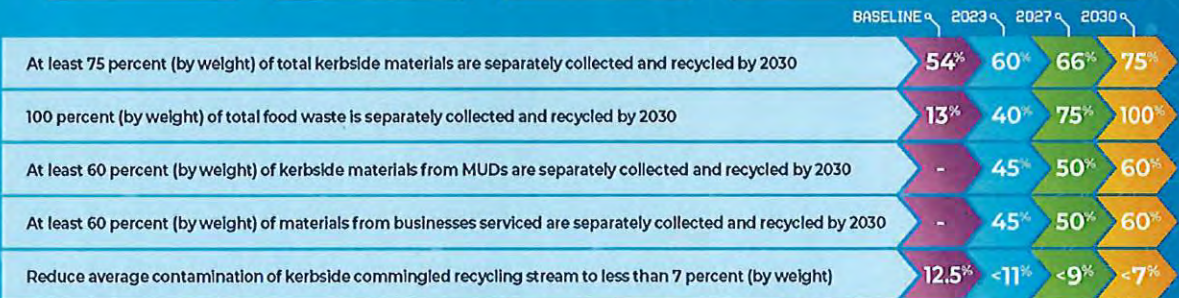 BASELINE 2023 2027 2030
At least 75 percent (by weight) of total kerbside materials are separately collected and recycled by 2030 54% 60% 66% 75%
100 percent (by weight) of total food waste is separately collected and recycled by 2030 13% 40% 75% 100%
At least 60 percent (by weight) of kerbside materials from MUDs are separately collected and recycled by 2030 - 45% 50% 60%
At least 60 percent (by weight) of materials from businesses serviced are separately collected and recycled by 2030 - 45% 50% 60%
Reduce average contamination of kerbside commingled recycling stream to less than 7 percent (by weight) 12.5% <11% <9% <7%